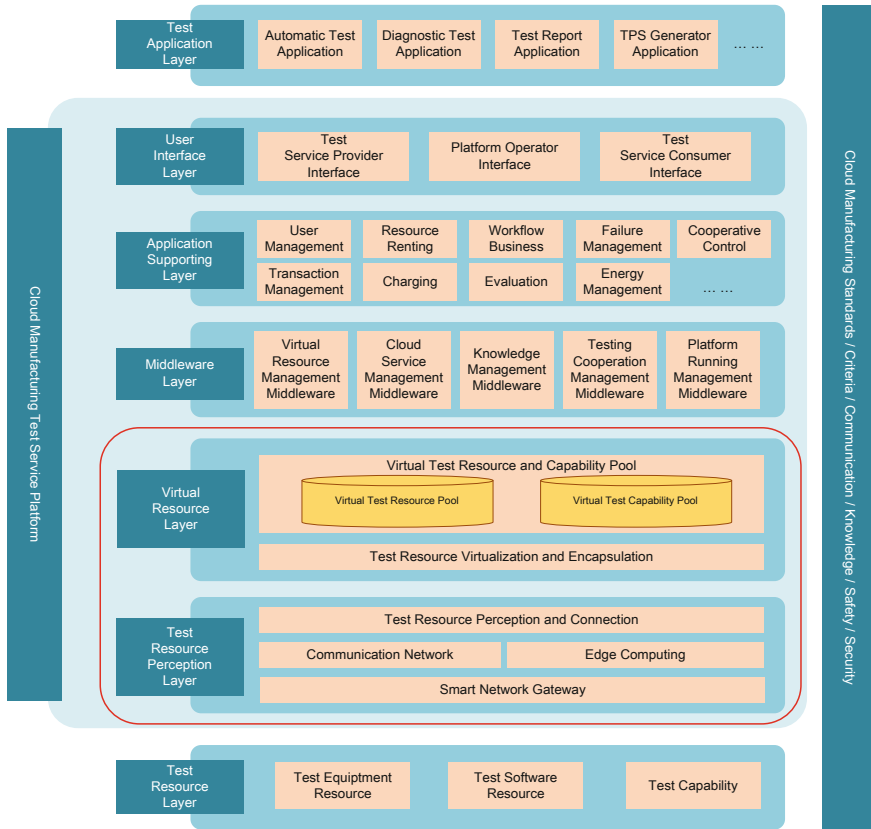 Test
Application
Layer
Automatic Test
Application
Diagnostic Test
Application
Test Report
Application
TPS Generator
Application
... ...
Cloud Manufacturing Test Service Platform
User
Interface
Layer
Test
Service Provider
Interface
Platform Operator
Interface
Test
Service Consumer
Interface
Application
Supporting
Layer
User
Management
Resource
Renting
Workflow
Business
Failure
Management
Cooperative
Control
Transaction
Management
Charging
Evaluation
Energy
Management
... ...
Middleware
Layer
Virtual
Resource
Management
Middleware
Cloud
Service
Management
Middleware
Knowledge
Management
Middleware
Testing
Cooperation
Management
Middleware
Platform
Running
Management
Middleware
Virtual
Resource
Layer
Virtual Test Resource and Capability Pool
Virtual Test Resource Pool
Virtual Test Capability Pool
Test Resource Virtualization and Encapsulation
Test
Resource
Perception
Layer
Test Resource Perception and Connection
Communication Network
Edge Computing
Smart Network Gateway
Test
Resource
Layer
Test Equiptment
Resource
Test Software
Resource
Test Capability
Cloud Manufacturing Standards / Criteria / Communication / Knowledge / Safety / Security